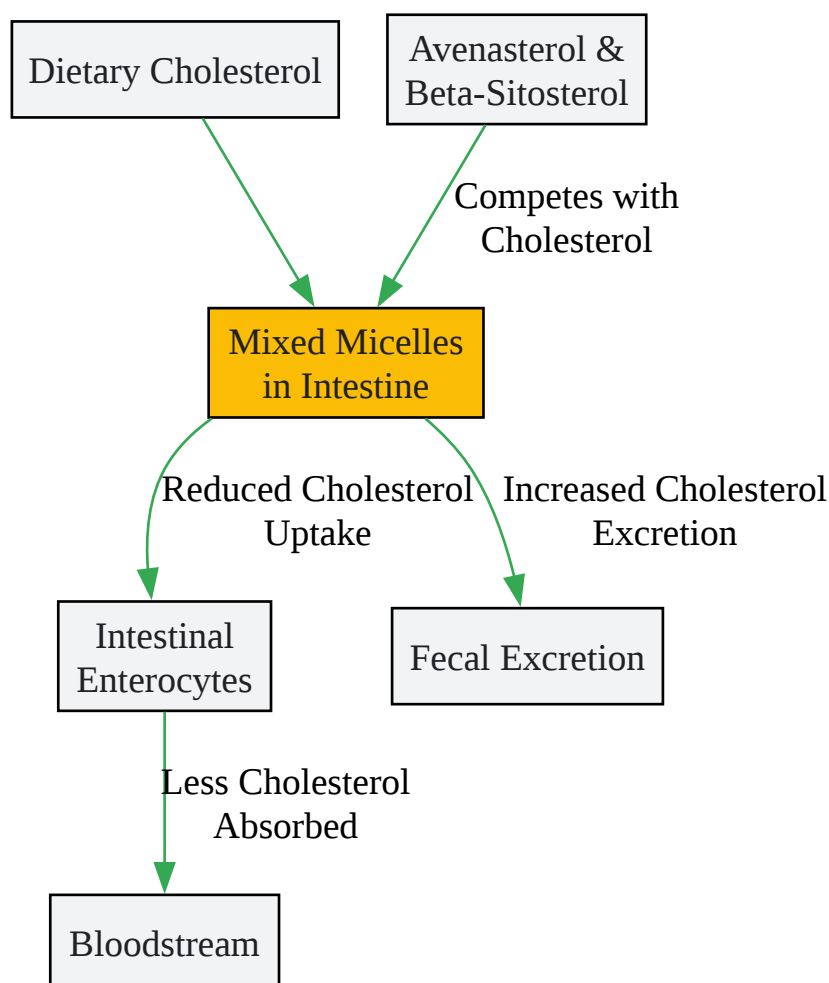 Dietary Cholesterol
Avenasterol &
Beta-Sitosterol
Competes with
Cholesterol
Mixed Micelles
in Intestine
Reduced Cholesterol
Uptake
Increased Cholesterol
Excretion
Intestinal
Enterocytes
Fecal Excretion
Less Cholesterol
Absorbed
Bloodstream